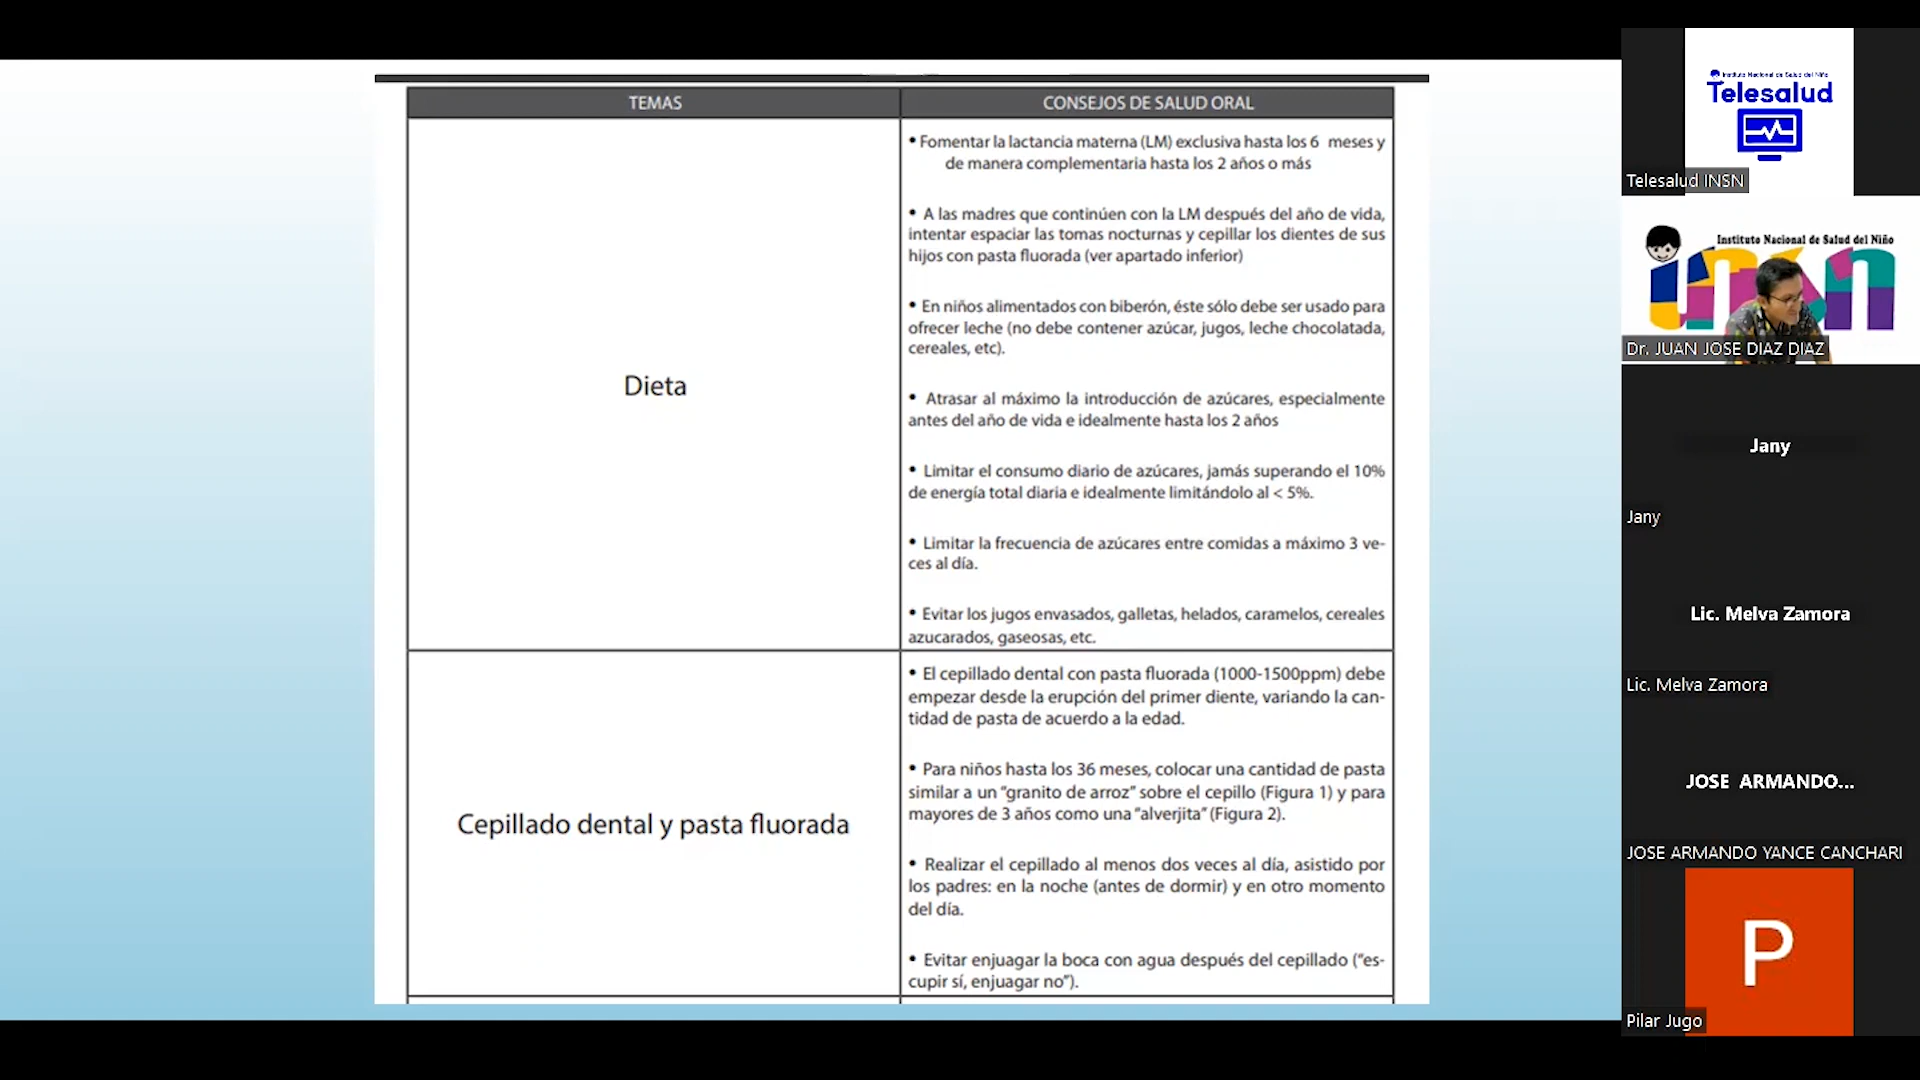 TEMAS
CONSEJOS DE SALUD ORAL
Dieta
• Fomentar la lactancia materna (LM) exclusiva hasta los 6 meses y
de manera complementaria hasta los 2 años o más
• A las madres que continúen con la LM después del año de vida,
intentar espaciar las tomas nocturnas y cepillar los dientes de sus
hijos con pasta fluorada (ver apartado inferior)
• En niños alimentados con biberón, éste sólo debe ser usado para
ofrecer leche (no debe contener azúcar, jugos, leche chocolatada,
cereales, etc).
• Atrasar al máximo la introducción de azúcares, especialmente
antes del año de vida e idealmente hasta los 2 años
• Limitar el consumo diario de azúcares, jamás superando el 10%
de energía total diaria e idealmente limitándolo al < 5%.
• Limitar la frecuencia de azúcares entre comidas a máximo 3 ve-
ces al día.
• Evitar los jugos envasados, galletas, helados, caramelos, cereales
azucarados, gaseosas, etc.
Cepillado dental y pasta fluorada
• El cepillado dental con pasta fluorada (1000-1500ppm) debe
empezar desde la erupción del primer diente, variando la can-
tidad de pasta de acuerdo a la edad.
• Para niños hasta los 36 meses, colocar una cantidad de pasta
similar a un "granito de arroz" sobre el cepillo (Figura 1) y para
mayores de 3 años como una "alverjita" (Figura 2).
• Realizar el cepillado al menos dos veces al día, asistido por
los padres: en la noche (antes de dormir) y en otro momento
del día.
• Evitar enjuagar la boca con agua después del cepillado ("es-
cupir sí, enjuagar no").
Instituto Nacional de Salud del Niño
Telesalud
Telesalud INSN
Instituto Nacional de Salud del Niño
insn
Dr. JUAN JOSE DIAZ DIAZ
Jany
Jany
Lic. Melva Zamora
Lic. Melva Zamora
JOSE ARMANDO...
JOSE ARMANDO YANCE CANCHARI
P
Pilar Jugo